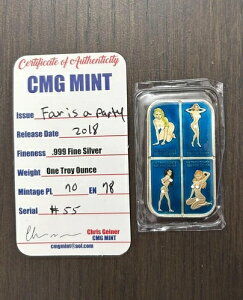 Certificate of Authenticity
CMG MINT
Issue Four is a party
Release Date 2018
Fineness .999 Fine Silver
Weight One Troy Ounce
Mintage PL 70 EN 78
Serial #55
Chris Geiner
CMG MINT
cmgmint@aol.com